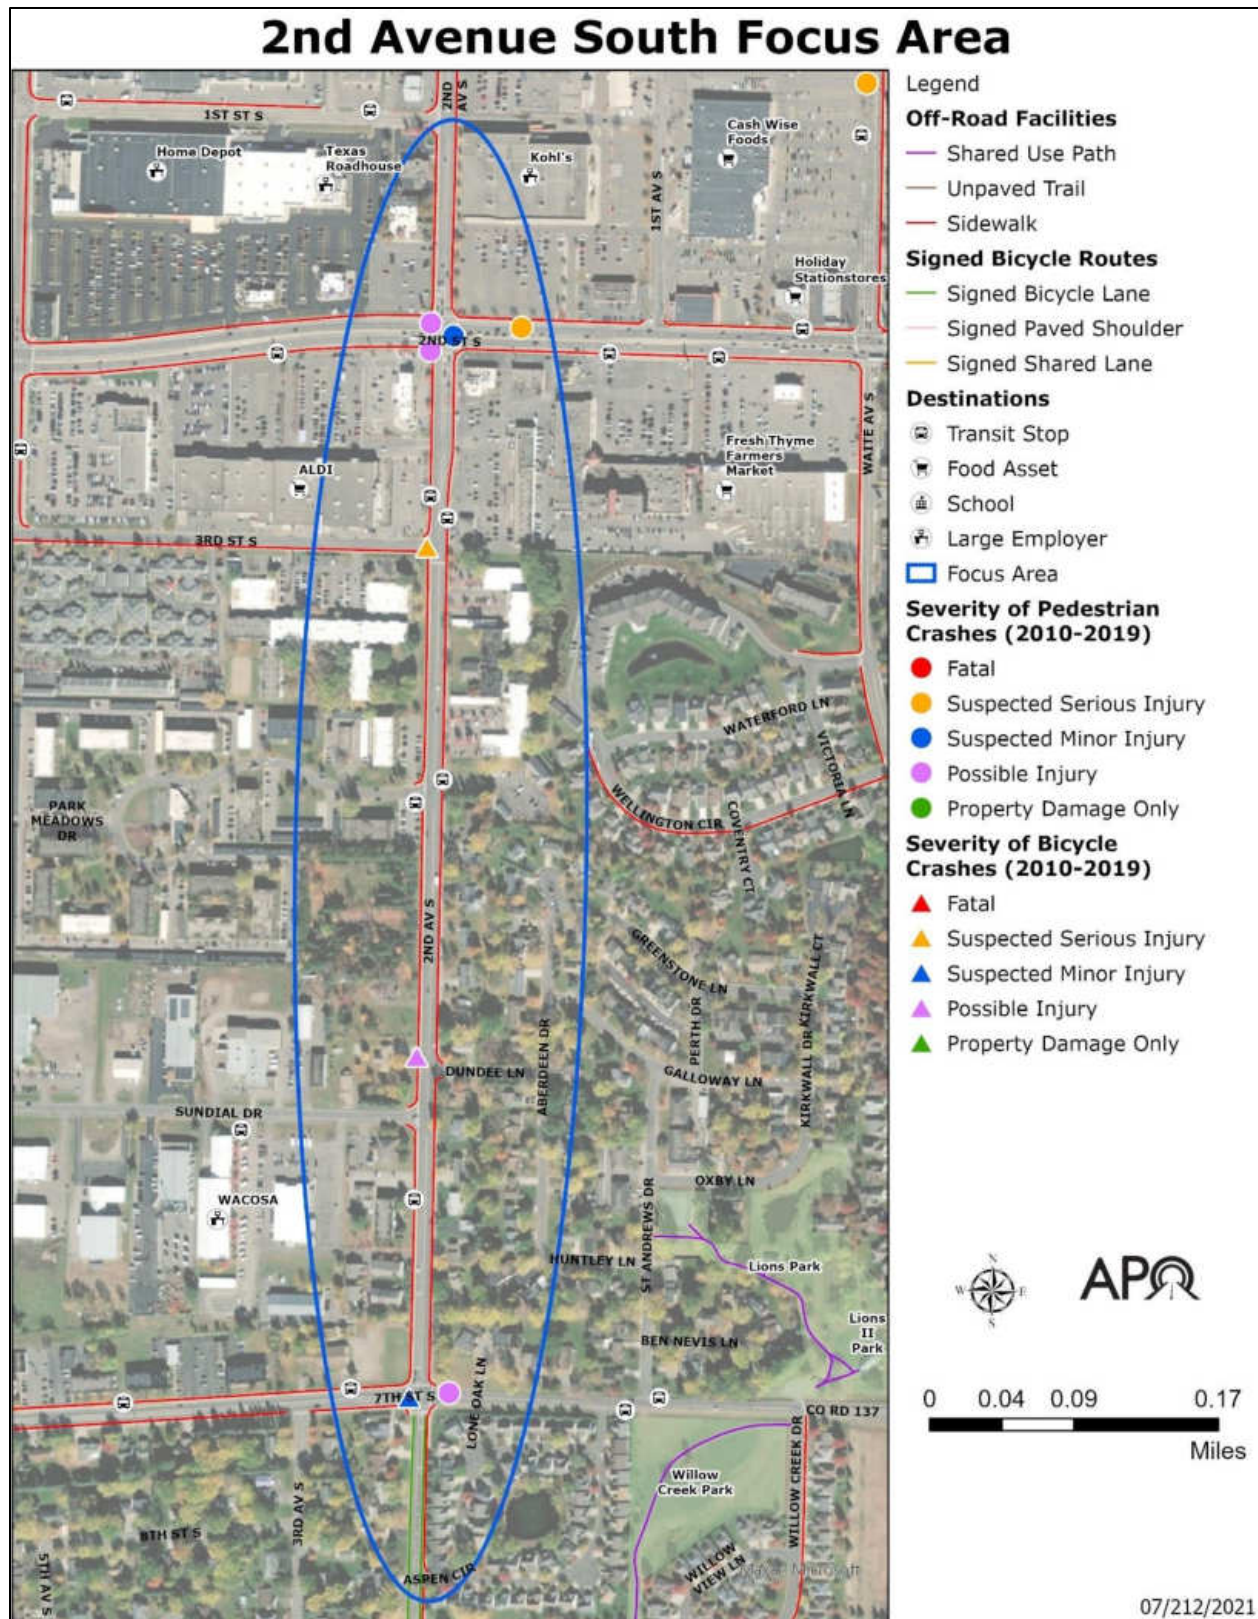 2nd Avenue South Focus Area
Legend
Off-Road Facilities
Shared Use Path
Unpaved Trail
Sidewalk
Signed Bicycle Routes
Signed Bicycle Lane
Signed Paved Shoulder
Signed Shared Lane
Destinations
Transit Stop
Food Asset
School
Large Employer
Focus Area
Severity of Pedestrian
Crashes (2010-2019)
Fatal
Suspected Serious Injury
Suspected Minor Injury
Possible Injury
Property Damage Only
Severity of Bicycle
Crashes (2010-2019)
Fatal
Suspected Serious Injury
Suspected Minor Injury
Possible Injury
Property Damage Only
N
W
E
S
APO
0
0.04
0.09
0.17
Miles
07/212/2021
2ND
AV S
1ST ST S
Home Depot
Texas
Roadhouse
Kohl's
Cash Wise
Foods
1ST AV S
Holiday
Stationstores
2ND ST S
WAITE AV S
ALDI
Fresh Thyme
Farmers
Market
3RD ST S
WATERFORD LN
VICTORIA LN
WELLINGTON CIR
COVENTRY CT
PARK
MEADOWS
DR
2ND AV S
GREENSTONE LN
KIRKWALL CT
PERTH DR
KIRKWALL DR
ABERDEEN DR
DUNDEE LN
GALLOWAY LN
SUNDIAL DR
WACOSA
OXBY LN
ST ANDREWS DR
HUNTLEY LN
Lions Park
Lions
II
Park
BEN NEVIS LN
LONE OAK LN
7TH ST S
CO RD 137
Willow
Creek Park
WILLOW CREEK DR
3RD AV S
8TH ST S
5TH AV S
ASPEN CIR
WILLOW
VIEW LN
Microsoft